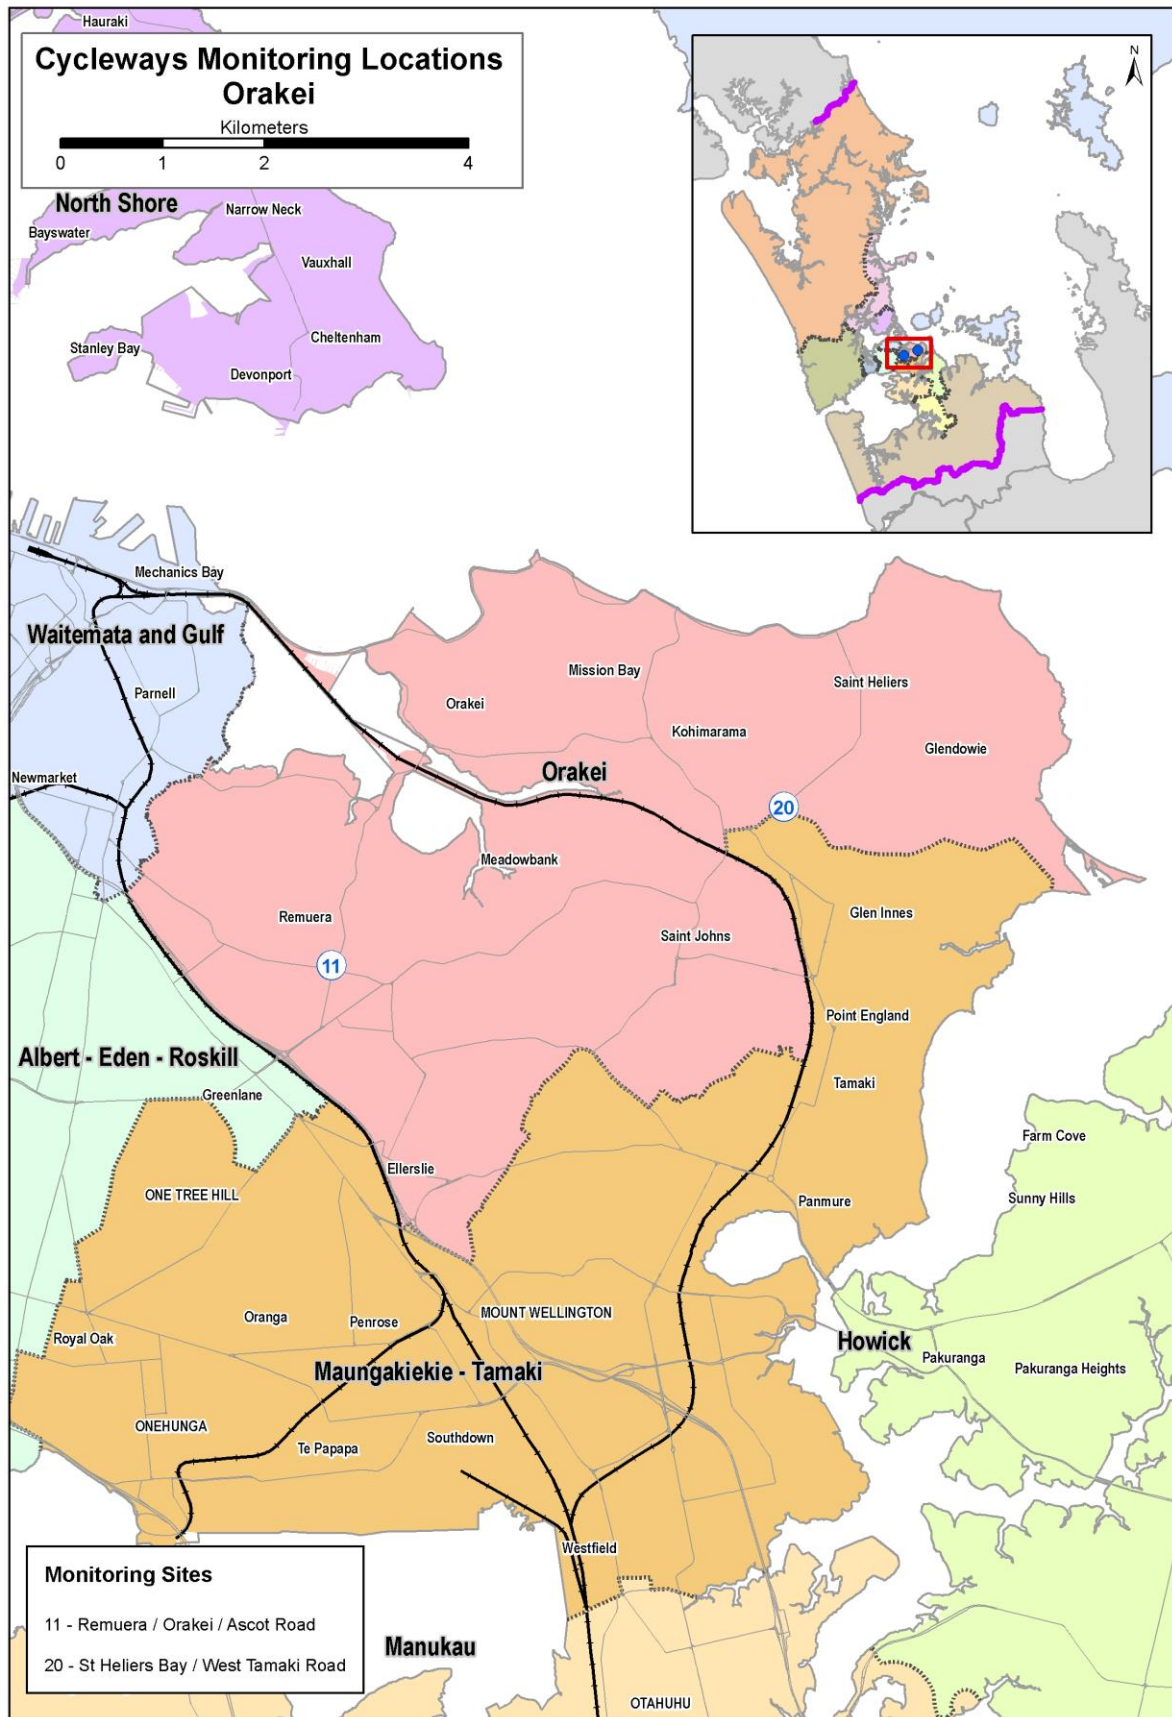 Hauraki
Cycleways Monitoring Locations
Orakei
Kilometers
0 1 2 4
N
North Shore
Narrow Neck
Bayswater
Vauxhall
Cheltenham
Stanley Bay
Devonport
Mechanics Bay
Waitemata and Gulf
Mission Bay
Saint Heliers
Parnell
Orakei
Kohimarama
Glendowie
Newmarket
Orakei
20
Meadowbank
Remuera
Glen Innes
Saint Johns
11
Point England
Albert - Eden - Roskill
Tamaki
Greenlane
Farm Cove
Ellerslie
ONE TREE HILL
Sunny Hills
Panmure
Oranga
Penrose
MOUNT WELLINGTON
Royal Oak
Howick
Pakuranga
Pakuranga Heights
Maungakiekie - Tamaki
ONEHUNGA
Te Papapa
Southdown
Westfield
Monitoring Sites
11 - Remuera / Orakei / Ascot Road
20 - St Heliers Bay / West Tamaki Road
Manukau
OTAHUHU